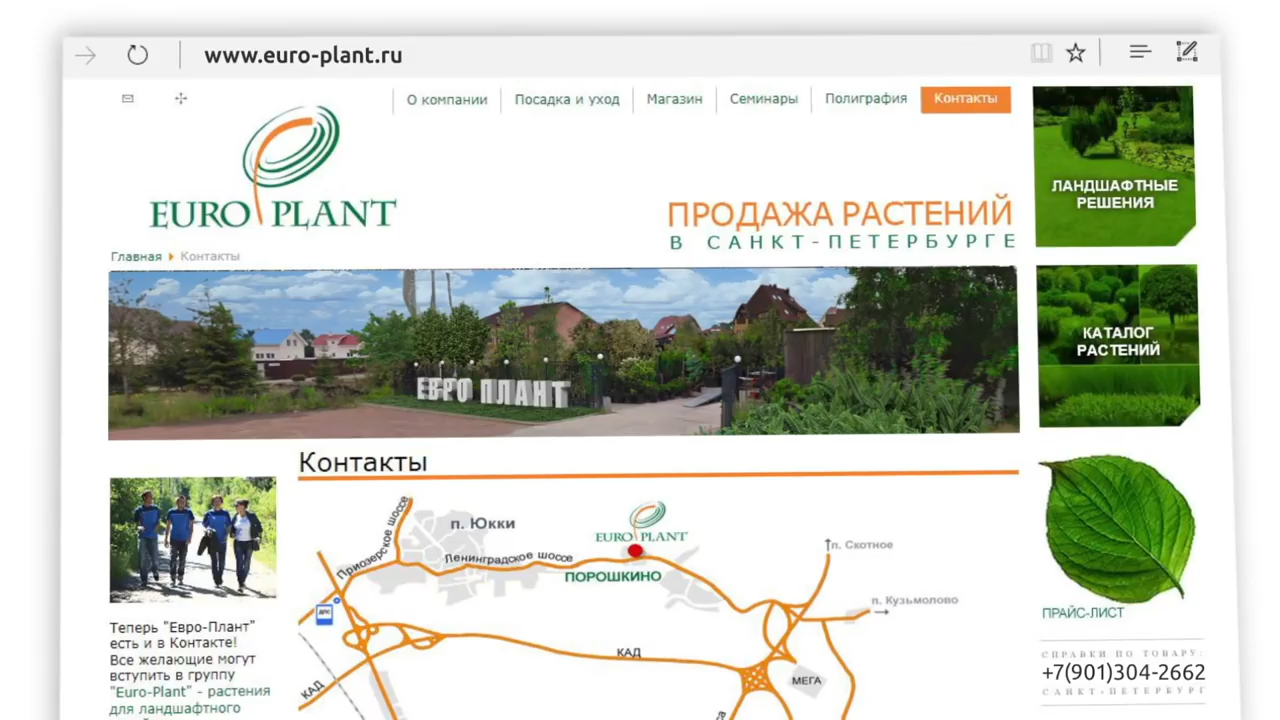 www.euro-plant.ru
О компании
Посадка и уход
Магазин
Семинары
Полиграфия
Контакты
EURO PLANT
ПРОДАЖА РАСТЕНИЙ
В САНКТ-ПЕТЕРБУРГЕ
ЛАНДШАФТНЫЕ
РЕШЕНИЯ
Главная Контакты
ЕВРО ПЛАНТ
КАТАЛОГ
РАСТЕНИЙ
Контакты
Приозерское шоссе
п. Юкки
Ленинградское шоссе
EURO PLANT
ПОРОШКИНО
п. Скотное
п. Кузьмолово
ДПС
КАД
КАД
МЕГА
Теперь "Евро-Плант"
есть и в Контакте!
Все желающие могут
вступить в группу
"Euro-Plant" - растения
для ландшафтного
ПРАЙС-ЛИСТ
СПРАВКИ ПО ТОВАРУ:
+7(901)304-2662
САНКТ-ПЕТЕРБУРГ